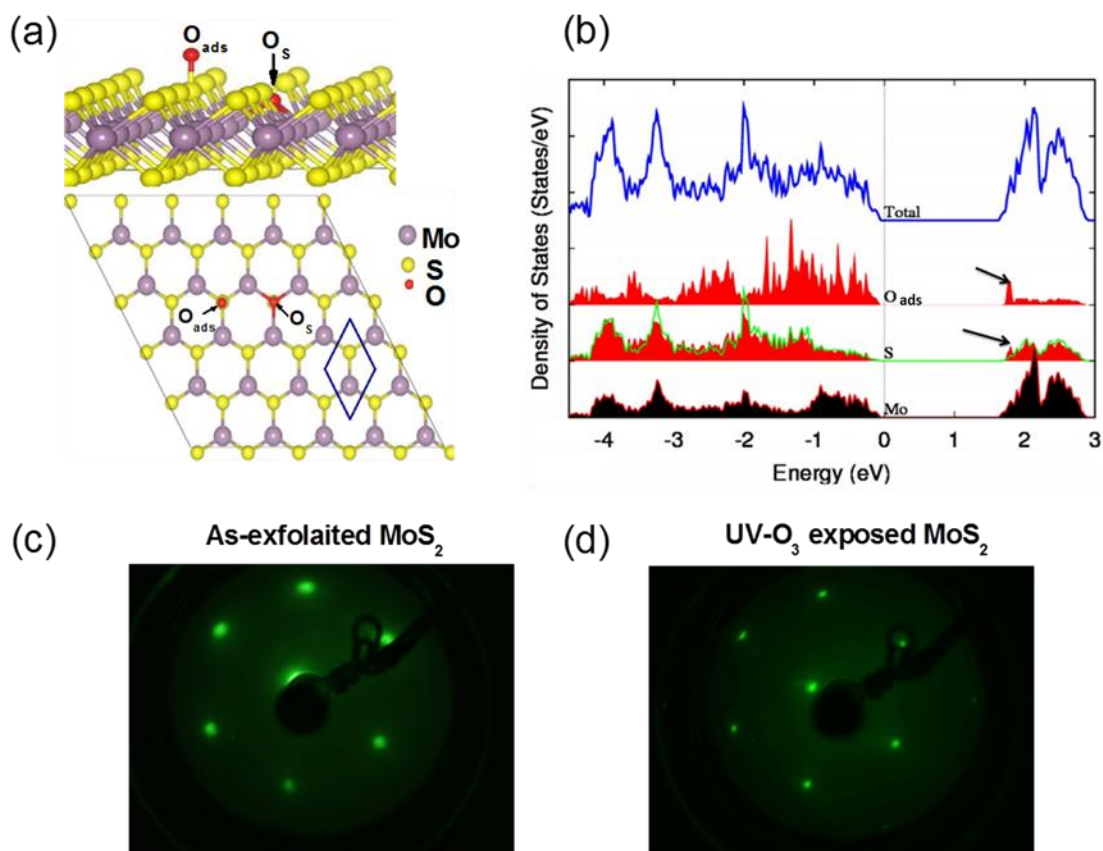 (a)
O ads
O S
Mo
S
O
O ads
O S
(b)
Density of States (States/eV)
Total
O ads
S
Mo
-4 -3 -2 -1 0 1 2 3
Energy (eV)
(c)
As-exfolaited MoS2
(d)
UV-O3 exposed MoS2